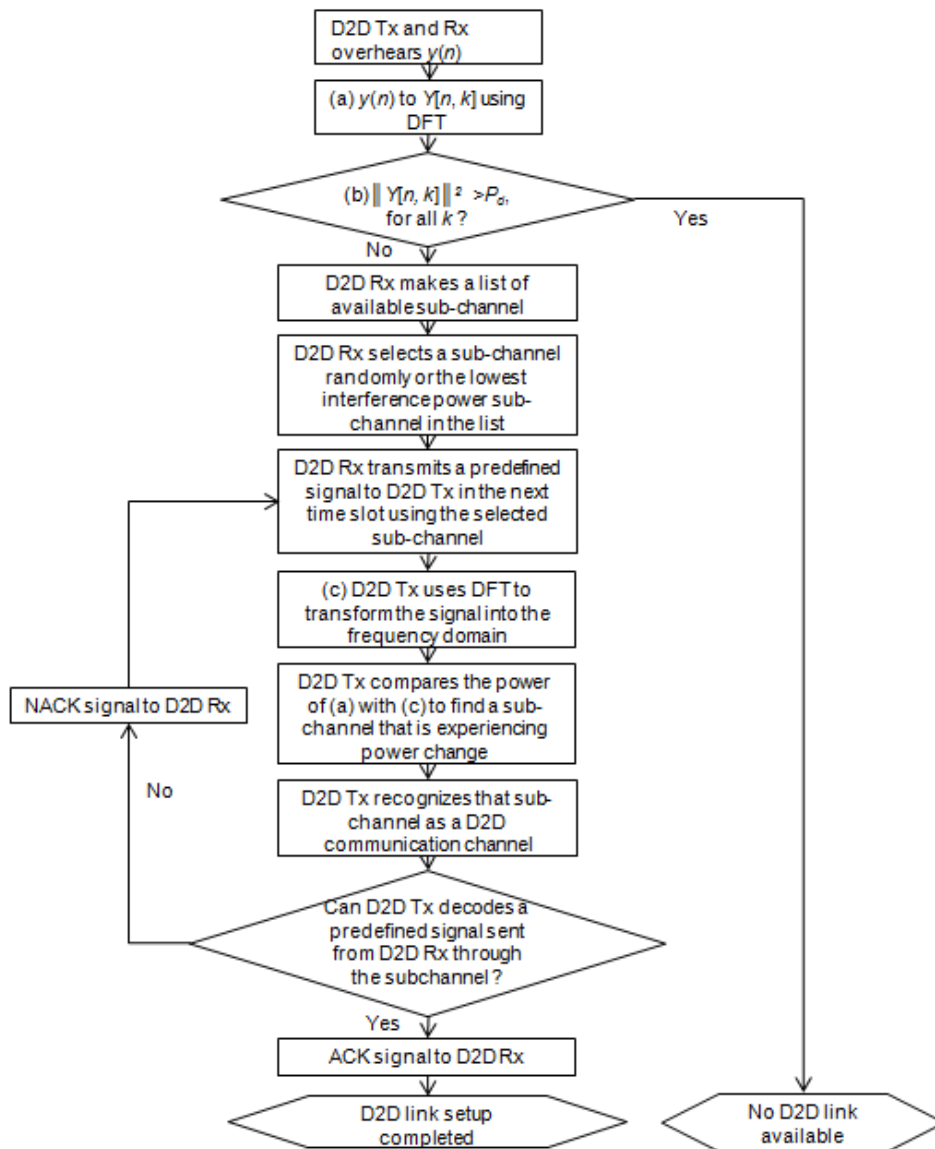 D2D Tx and Rx
overhears y(n)
(a) y(n) to Y[n, k] using
DFT
(b)‖ Y[n, k]‖² >Pd,
for all k ?
Yes
No
D2D Rx makes a list of
available sub-channel
D2D Rx selects a sub-channel
randomly or the lowest
interference power sub-
channel in the list
D2D Rx transmits a predefined
signal to D2D Tx in the next
time slot using the selected
sub-channel
(c) D2D Tx uses DFT to
transform the signal into the
frequency domain
D2D Tx compares the power
of (a) with (c) to find a sub-
channel that is experiencing
power change
NACK signal to D2D Rx
No
D2D Tx recognizes that sub-
channel as a D2D
communication channel
Can D2D Tx decodes a
predefined signal sent
from D2D Rx through
the subchannel ?
Yes
ACK signal to D2D Rx
D2D link setup
completed
No D2D link
available